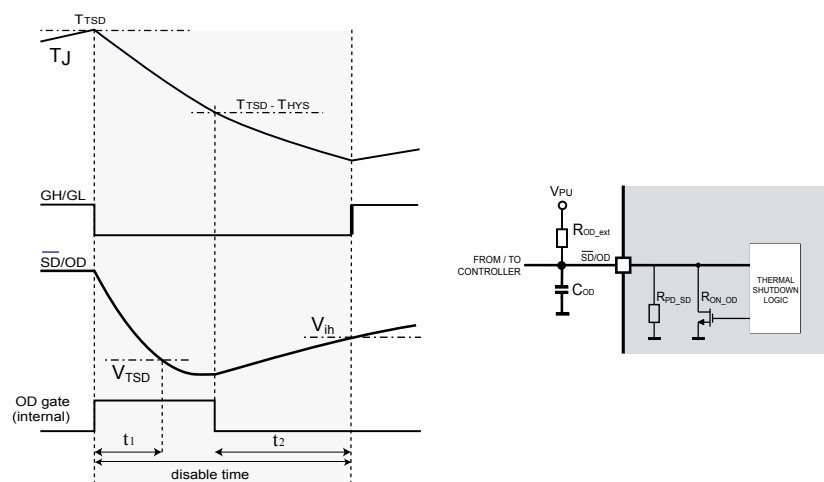 TTSD
TJ
TTSD - THYS
GH/GL
SD/OD
Vih
VTSD
OD gate
(internal)
t1
t2
disable time
VPU
ROD_ext
FROM / TO
CONTROLLER
SD/OD
COD
RPD_SD
RON_OD
THERMAL
SHUTDOWN
LOGIC